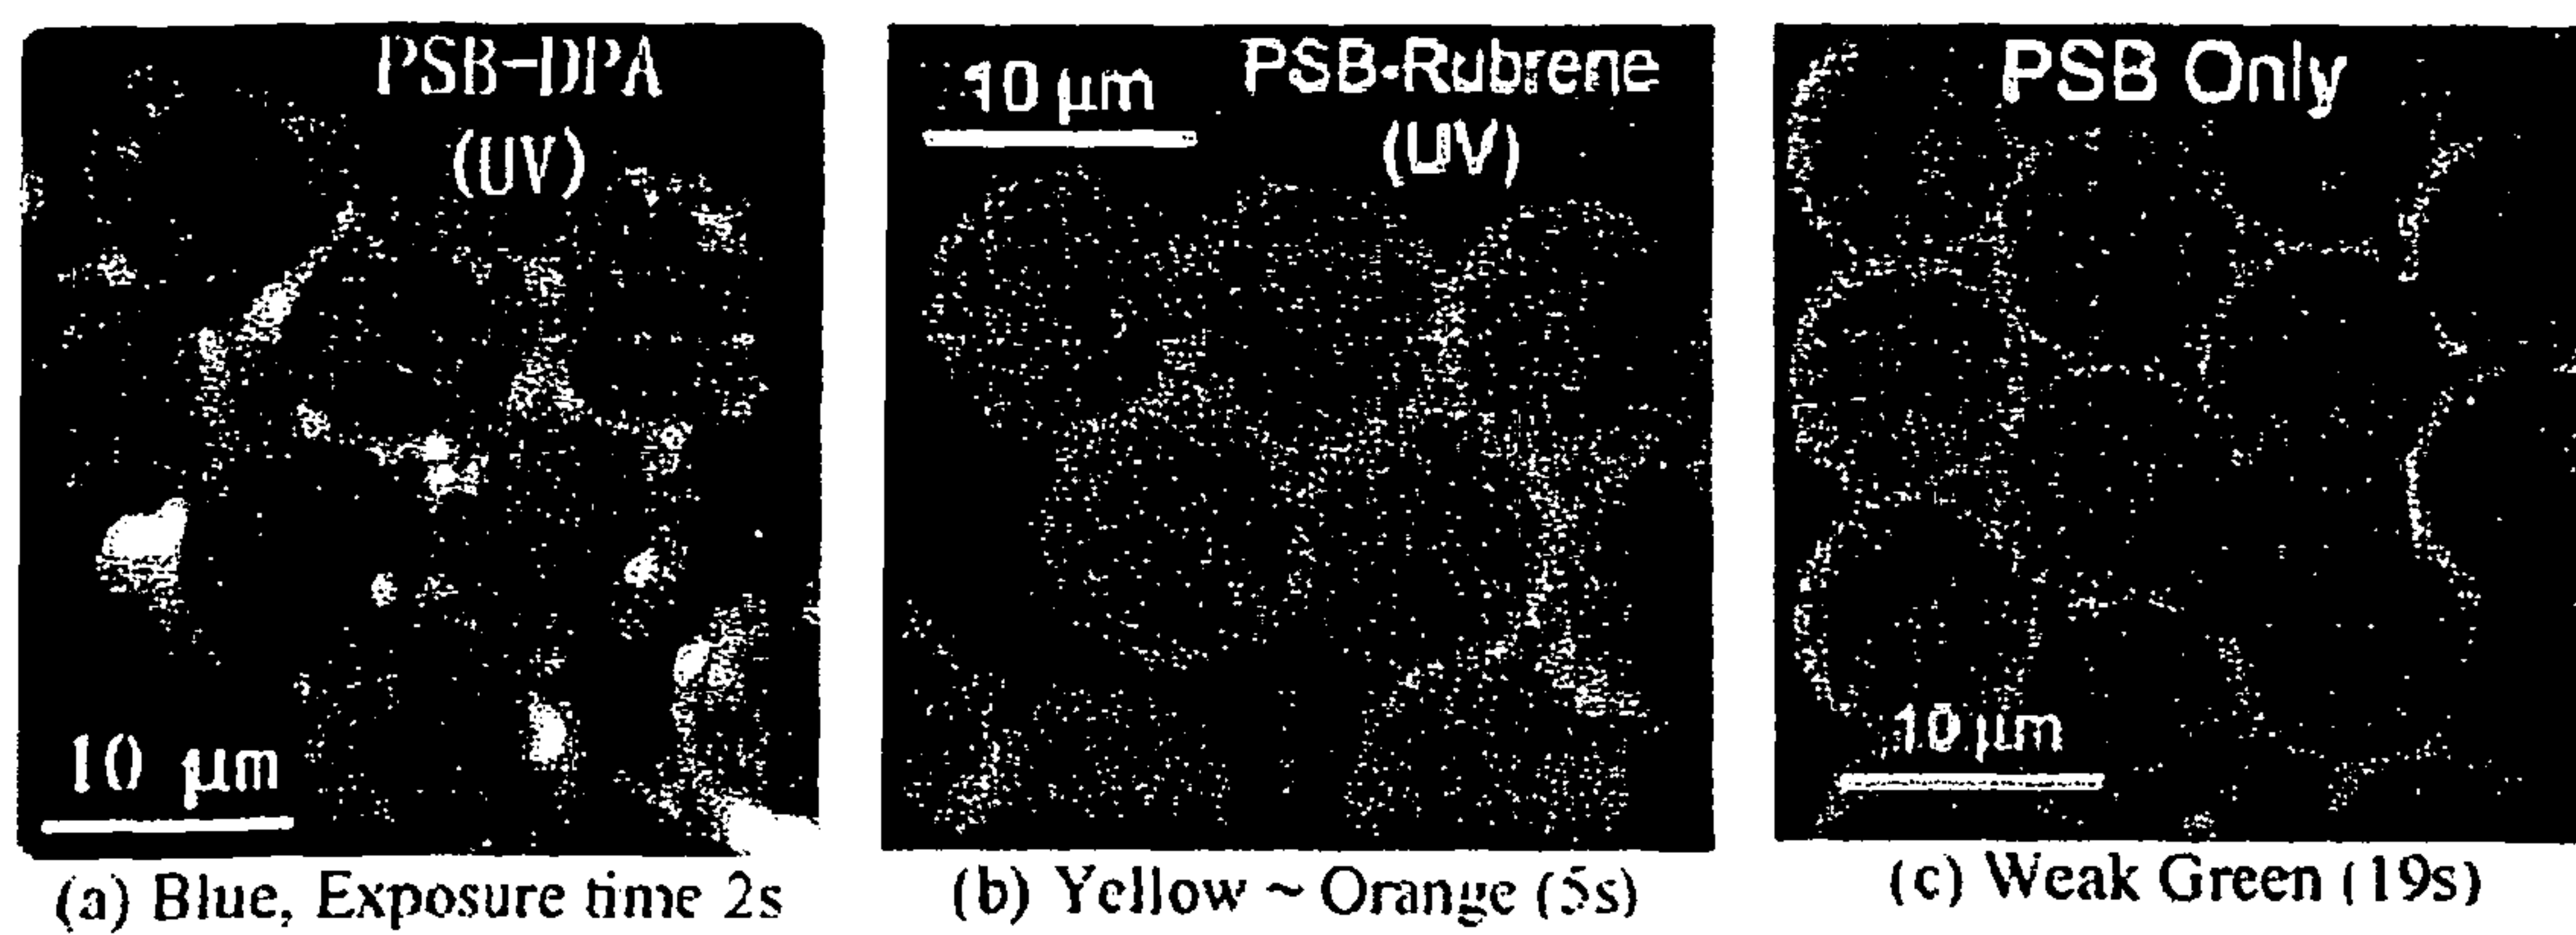 PSB-DPA
(UV)
10 μm
(a) Blue, Exposure time 2s
10 μm
PSB-Rubrene
(UV)
(b) Yellow ~ Orange (5s)
PSB Only
10 μm
(c) Weak Green (19s)